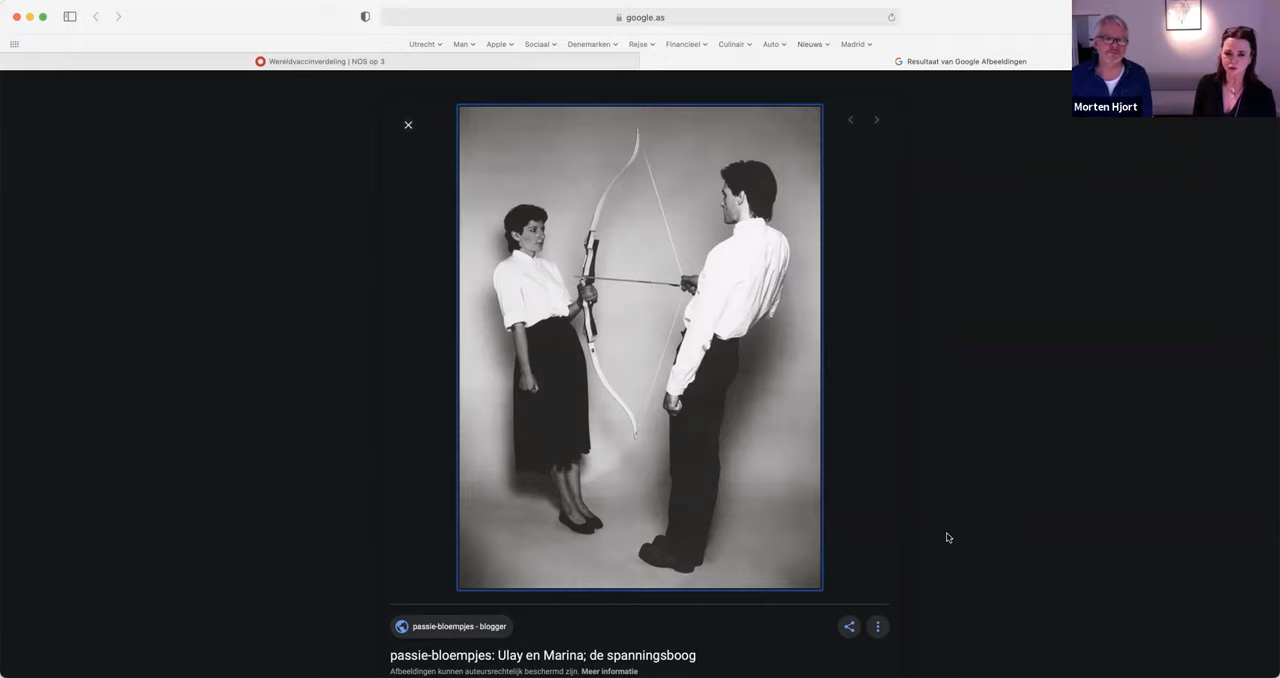 google.as
Utrecht Man Apple Sociaal Denemarken Rejse Financieel Culinair Auto Nieuws Madrid
Wereldvaccinverdeling | NOS op 3
Resultaat van Google Afbeeldingen
Morten Hjort
passie-bloempjes - blogger
passie-bloempjes: Ulay en Marina; de spanningsboog
Afbeeldingen kunnen auteursrechtelijk beschermd zijn. Meer informatie